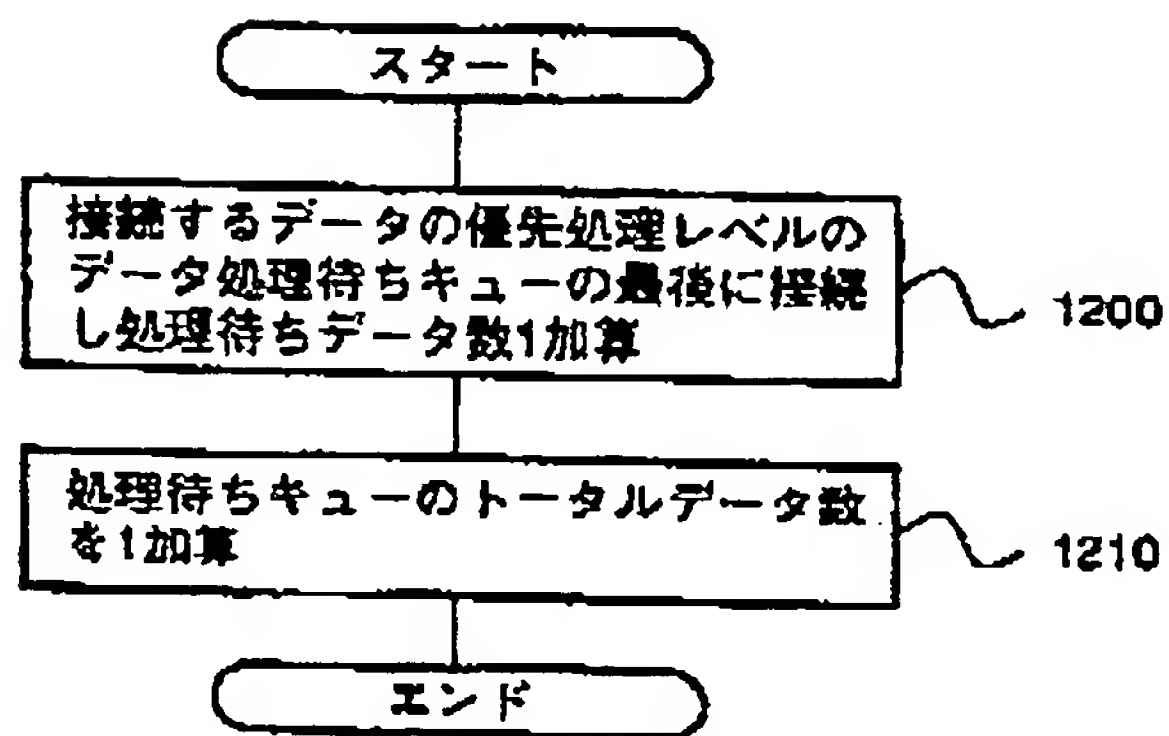 スタート
接続するデータの優先処理レベルの
データ処理待ちキューの最後に接続
し処理待ちデータ数1加算
1200
処理待ちキューのトータルデータ数
を1加算
1210
エンド